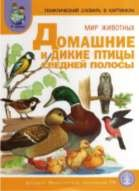 ТЕМАТИЧЕСКИЙ СЛОВАРЬ В КАРТИНКАХ
МИР ЖИВОТНЫХ
ДОМАШНИЕ
И ДИКИЕ ПТИЦЫ
СРЕДНЕЙ ПОЛОСЫ